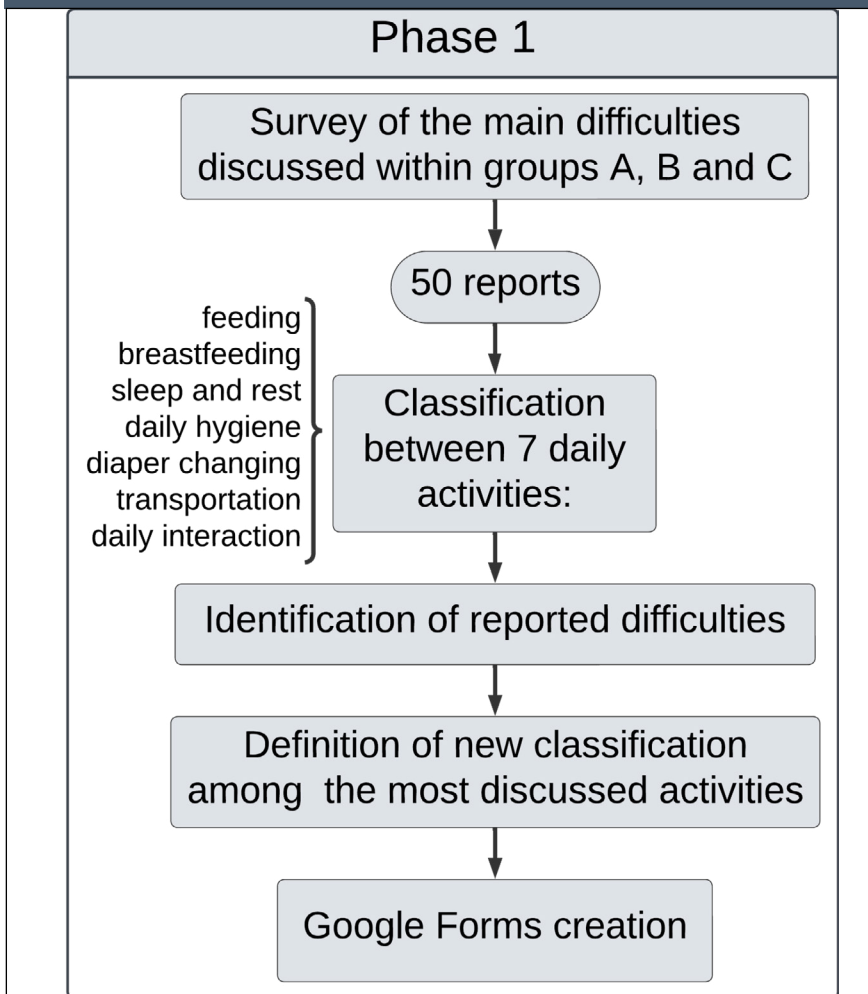 Phase 1
Survey of the main difficulties
discussed within groups A, B and C
50 reports
feeding
breastfeeding
sleep and rest
daily hygiene
diaper changing
transportation
daily interaction
Classification
between 7 daily
activities:
Identification of reported difficulties
Definition of new classification
among  the most discussed activities
Google Forms creation